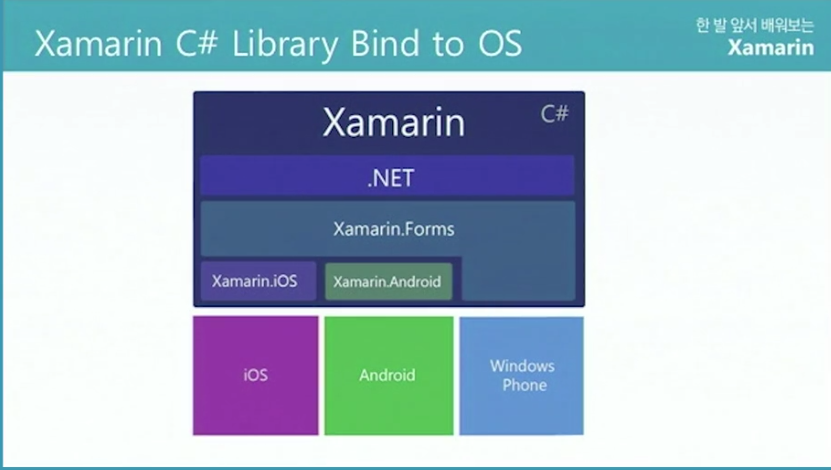 Xamarin C# Library Bind to OS
한 발 앞서 배워보는
Xamarin
Xamarin
C#
.NET
Xamarin.Forms
Xamarin.iOS
Xamarin.Android
iOS
Android
Windows
Phone